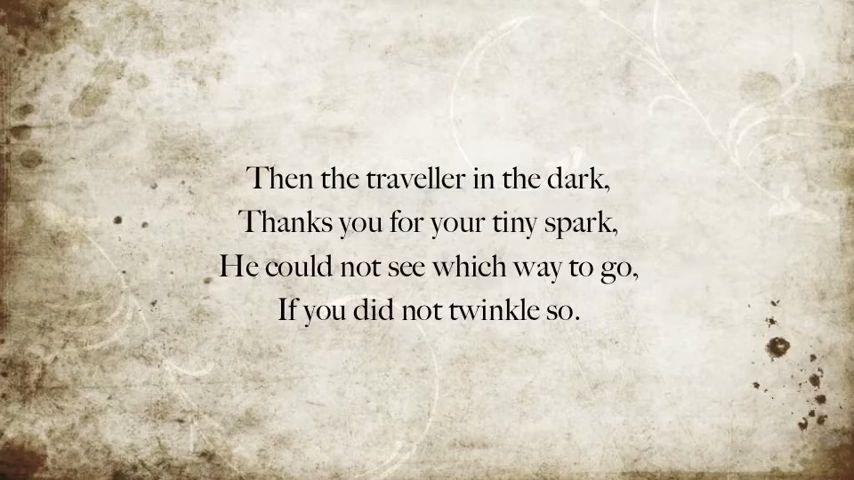 Then the traveller in the dark,
Thanks you for your tiny spark,
He could not see which way to go,
If you did not twinkle so.